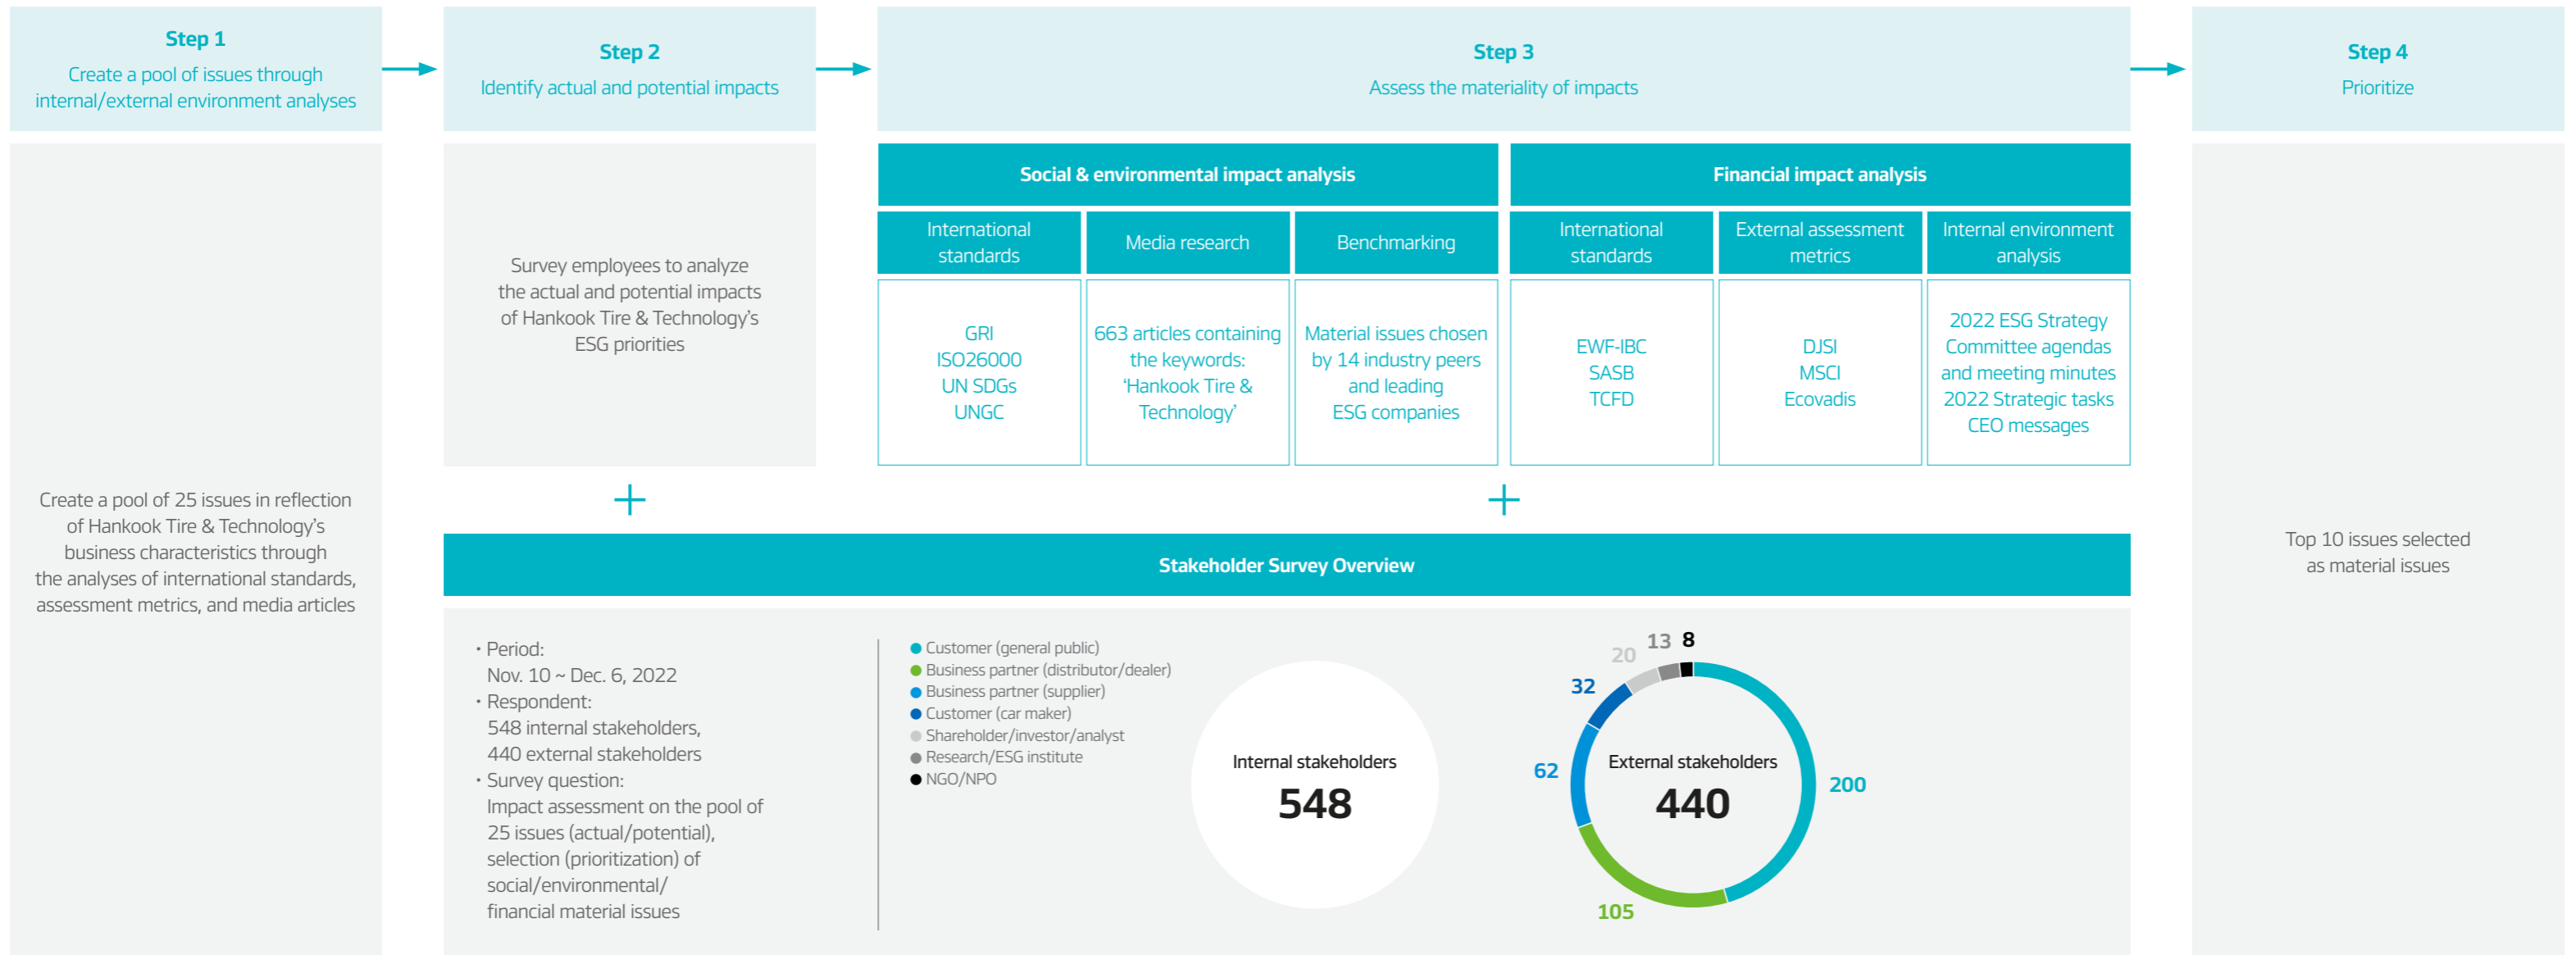 Step 1
Create a pool of issues through
internal/external environment analyses
Step 2
Identify actual and potential impacts
Step 3
Assess the materiality of impacts
Step 4
Prioritize
Create a pool of 25 issues in reflection
of Hankook Tire & Technology's
business characteristics through
the analyses of international standards,
assessment metrics, and media articles
Survey employees to analyze
the actual and potential impacts
of Hankook Tire & Technology's
ESG priorities
Social & environmental impact analysis
International
standards
GRI
ISO26000
UN SDGs
UNGC
Media research
663 articles containing
the keywords:
‘Hankook Tire &
Technology’
Benchmarking
Material issues chosen
by 14 industry peers
and leading
ESG companies
Financial impact analysis
International
standards
EWF-IBC
SASB
TCFD
External assessment
metrics
DJSI
MSCI
Ecovadis
Internal environment
analysis
2022 ESG Strategy
Committee agendas
and meeting minutes
2022 Strategic tasks
CEO messages
+
+
Stakeholder Survey Overview
• Period:
Nov. 10 ~ Dec. 6, 2022
• Respondent:
548 internal stakeholders,
440 external stakeholders
• Survey question:
Impact assessment on the pool of
25 issues (actual/potential),
selection (prioritization) of
social/environmental/
financial material issues
Customer (general public)
Business partner (distributor/dealer)
Business partner (supplier)
Customer (car maker)
Shareholder/investor/analyst
Research/ESG institute
NGO/NPO
Internal stakeholders
548
External stakeholders
440
200
105
62
32
20
13
8
Top 10 issues selected
as material issues